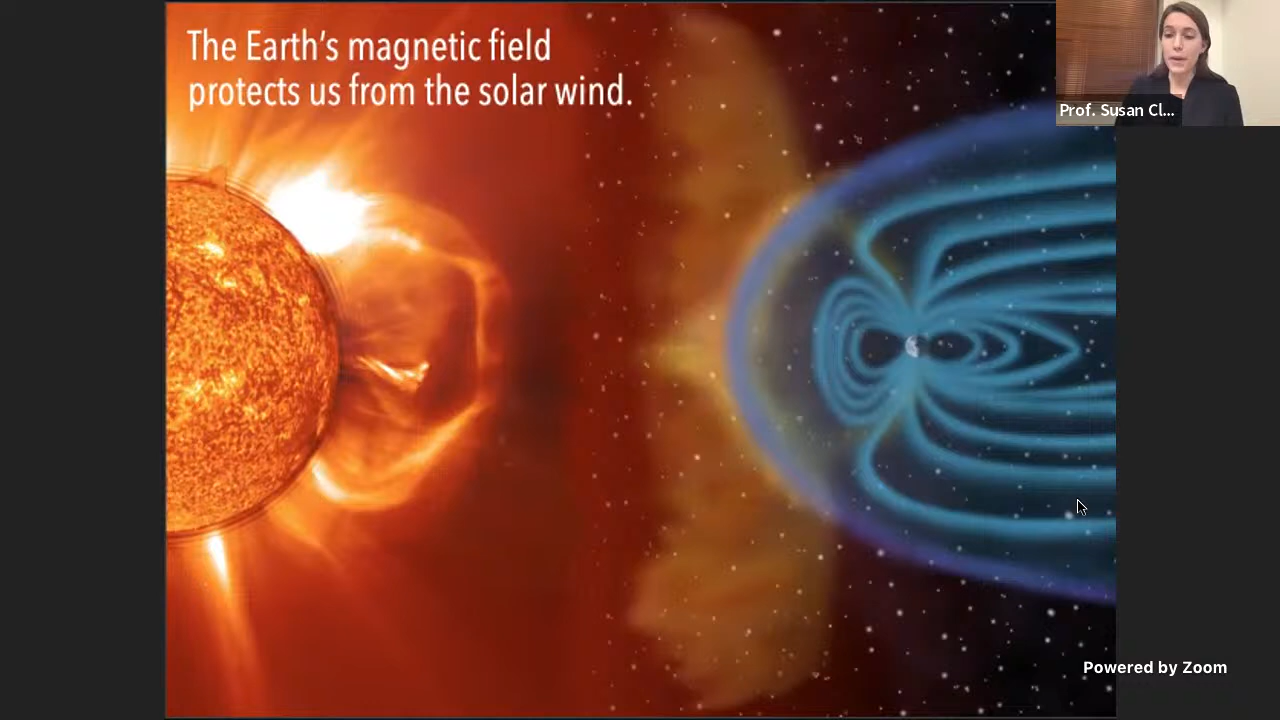 The Earth's magnetic field
protects us from the solar wind.
Prof. Susan Cl...
Powered by Zoom